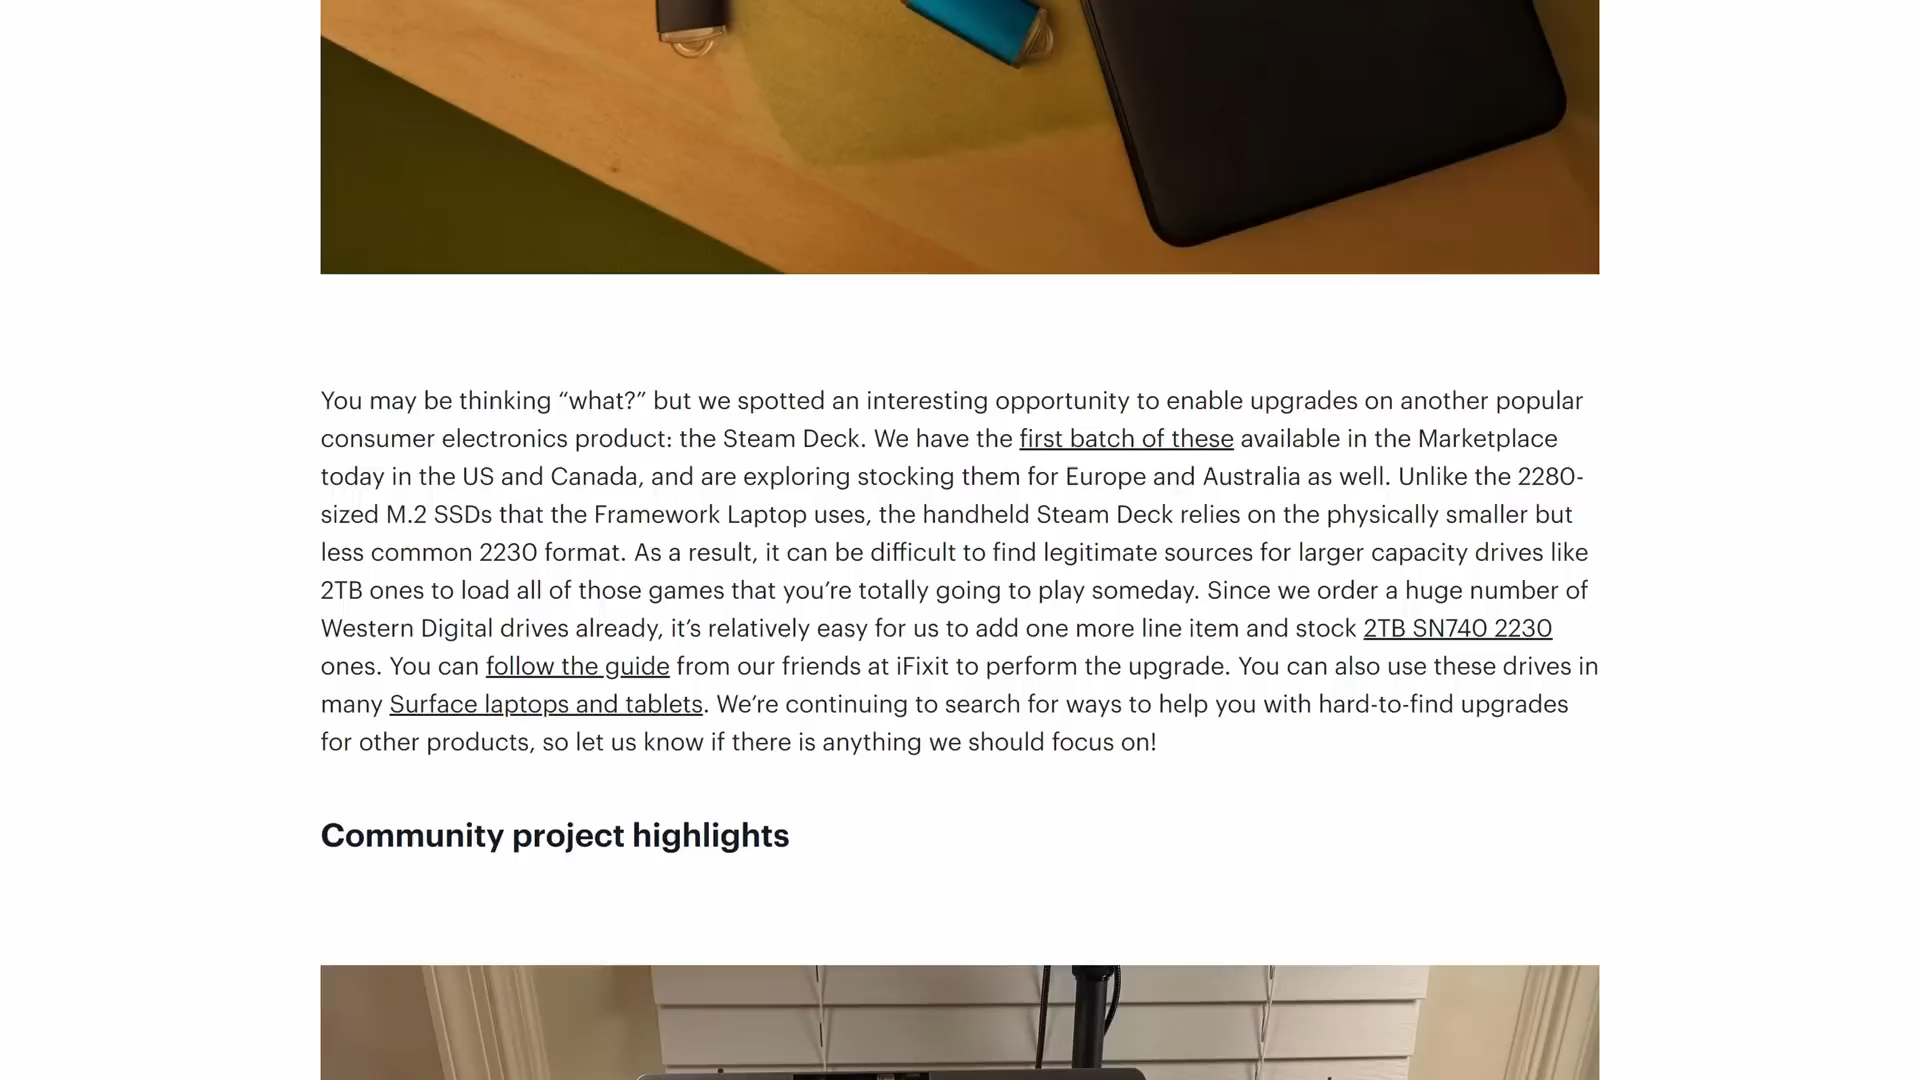 You may be thinking “what?” but we spotted an interesting opportunity to enable upgrades on another popular
consumer electronics product: the Steam Deck. We have the first batch of these available in the Marketplace
today in the US and Canada, and are exploring stocking them for Europe and Australia as well. Unlike the 2280-
sized M.2 SSDs that the Framework Laptop uses, the handheld Steam Deck relies on the physically smaller but
less common 2230 format. As a result, it can be difficult to find legitimate sources for larger capacity drives like
2TB ones to load all of those games that you’re totally going to play someday. Since we order a huge number of
Western Digital drives already, it’s relatively easy for us to add one more line item and stock 2TB SN740 2230
ones. You can follow the guide from our friends at iFixit to perform the upgrade. You can also use these drives in
many Surface laptops and tablets. We’re continuing to search for ways to help you with hard-to-find upgrades
for other products, so let us know if there is anything we should focus on!
Community project highlights